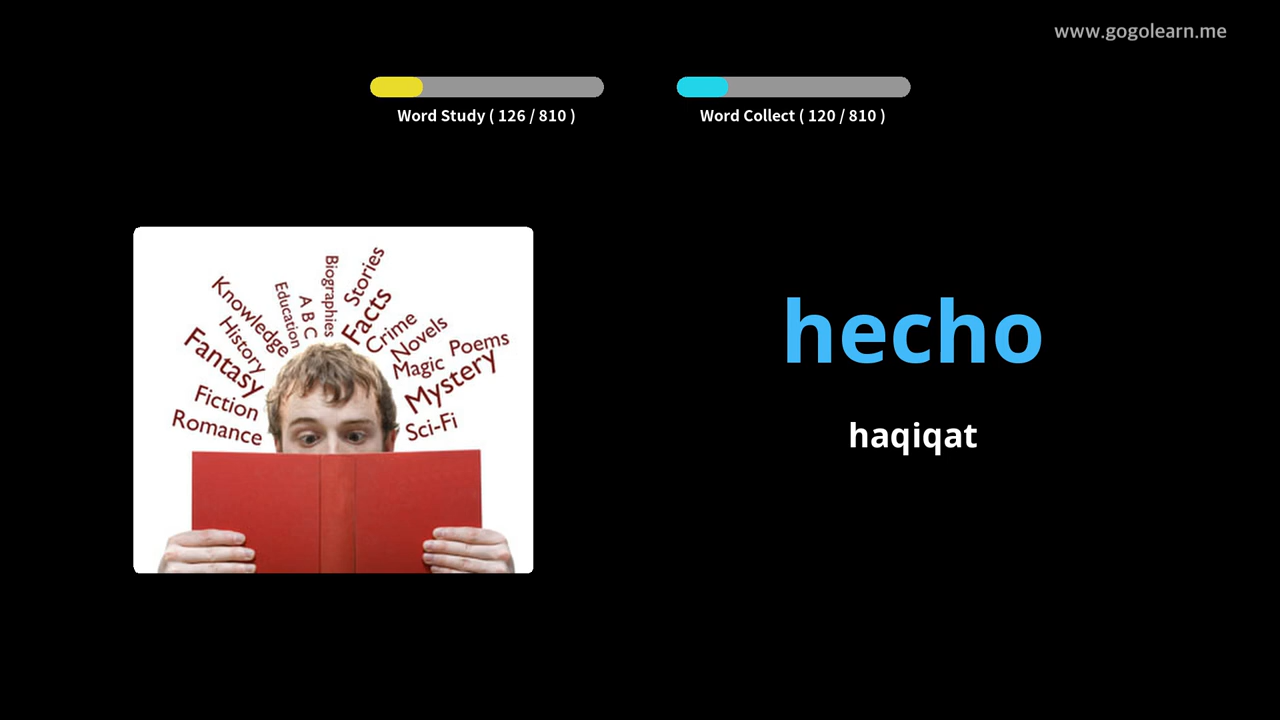 www.gogolearn.me
Word Study ( 126 / 810 )
Word Collect ( 120 / 810 )
Biographies
Stories
Education
A B C
Facts
Knowledge
Crime
History
Novels
Fantasy
Magic
Poems
Fiction
Mystery
Romance
Sci-Fi
hecho
haqiqat